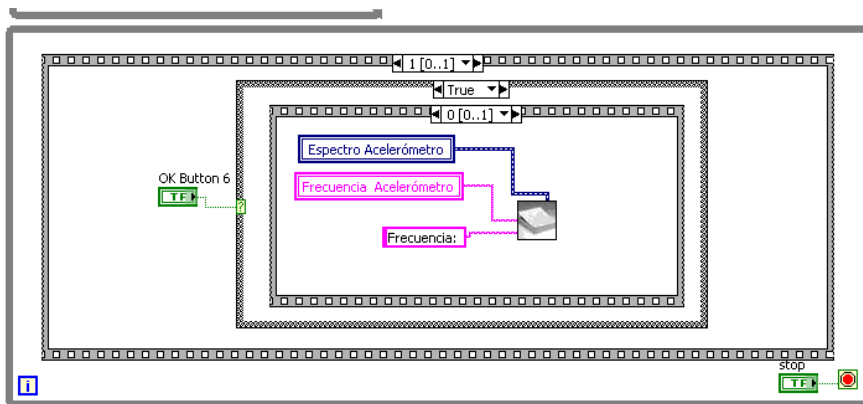 1 [0..1]
True
0 [0..1]
Espectro Acelerómetro
OK Button 6
TF
Frecuencia Acelerómetro
?
Frecuencia:
stop
i
TF